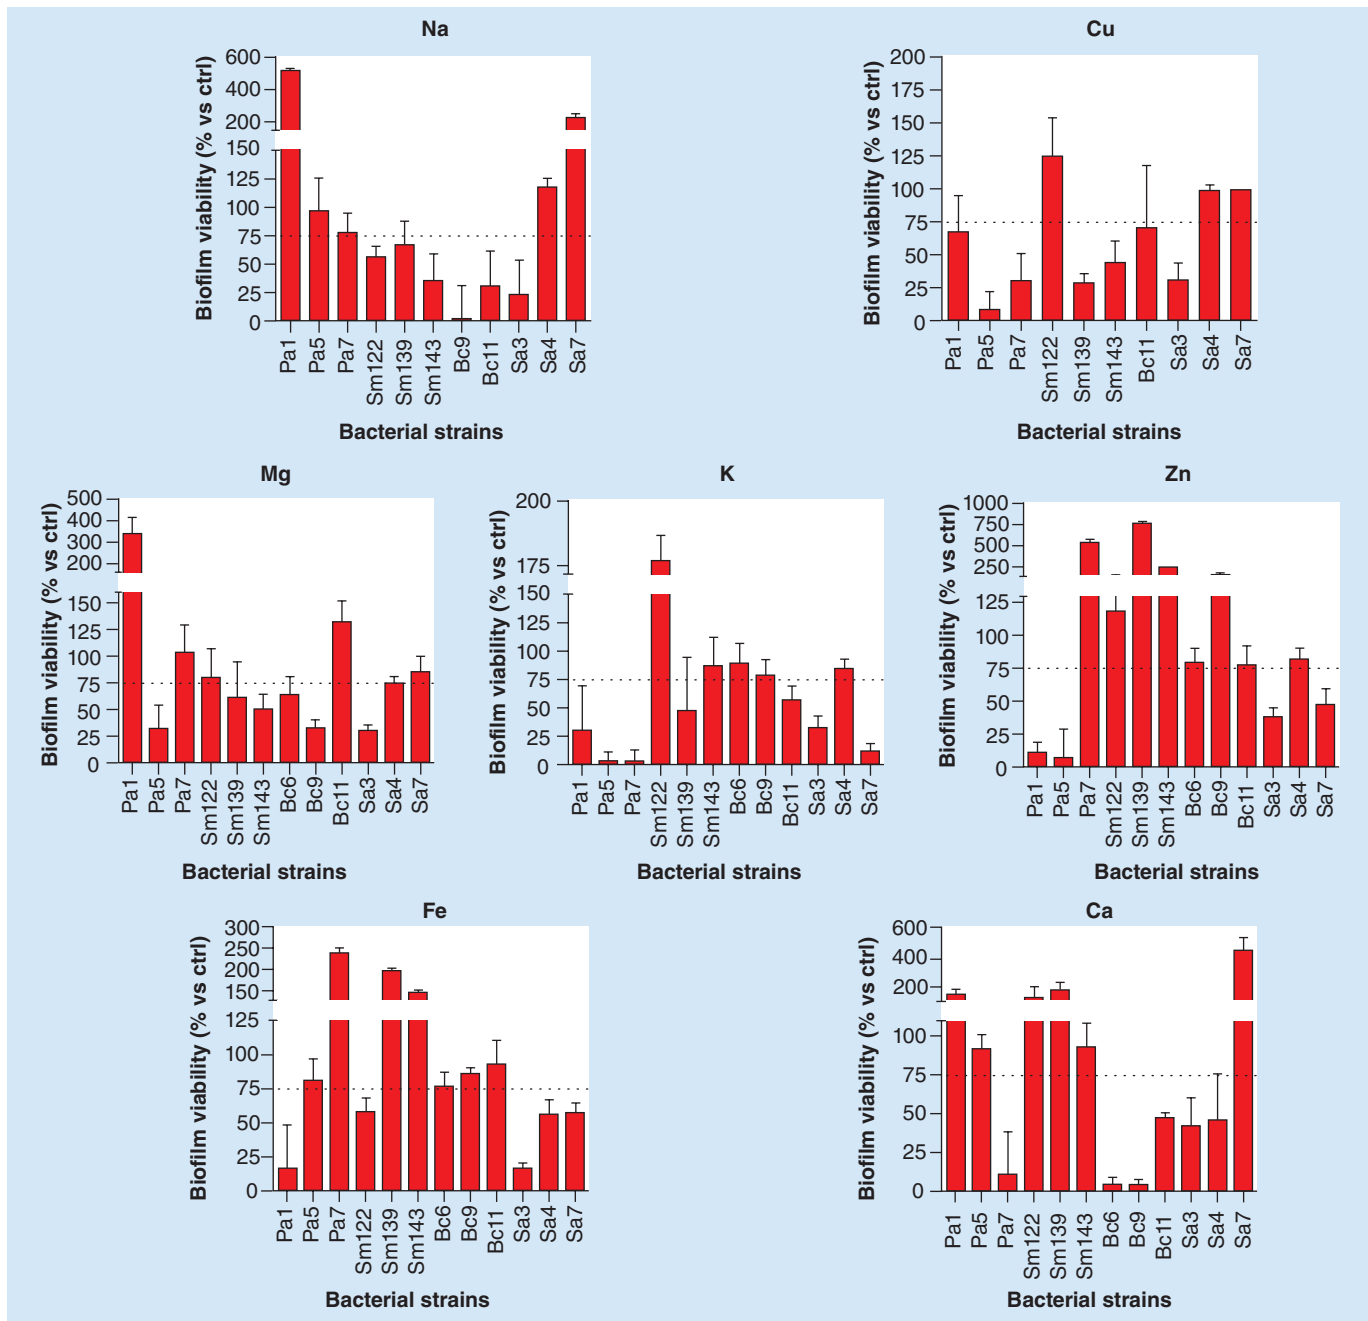 Na
Biofilm viability (% vs ctrl)
600
400
200
150
125
100
75
50
25
0
Pa1 Pa5 Pa7 Sm122 Sm139 Sm143 Bc9 Bc11 Sa3 Sa4 Sa7
Bacterial strains
Cu
Biofilm viability (% vs ctrl)
200
175
150
125
100
75
50
25
0
Pa1 Pa5 Pa7 Sm122 Sm139 Sm143 Bc11 Sa3 Sa4 Sa7
Bacterial strains
Mg
Biofilm viability (% vs ctrl)
500
400
300
200
150
125
100
75
50
25
0
Pa1 Pa5 Pa7 Sm122 Sm139 Sm143 Bc6 Bc9 Bc11 Sa3 Sa4 Sa7
Bacterial strains
K
Biofilm viability (% vs ctrl)
200
175
150
125
100
75
50
25
0
Pa1 Pa5 Pa7 Sm122 Sm139 Sm143 Bc6 Bc9 Bc11 Sa3 Sa4 Sa7
Bacterial strains
Zn
Biofilm viability (% vs ctrl)
1000
750
500
250
125
100
75
50
25
0
Pa1 Pa5 Pa7 Sm122 Sm139 Sm143 Bc6 Bc9 Bc11 Sa3 Sa4 Sa7
Bacterial strains
Fe
Biofilm viability (% vs ctrl)
300
250
200
150
125
100
75
50
25
0
Pa1 Pa5 Pa7 Sm122 Sm139 Sm143 Bc6 Bc9 Bc11 Sa3 Sa4 Sa7
Bacterial strains
Ca
Biofilm viability (% vs ctrl)
600
400
200
100
75
50
25
0
Pa1 Pa5 Pa7 Sm122 Sm139 Sm143 Bc6 Bc9 Bc11 Sa3 Sa4 Sa7
Bacterial strains